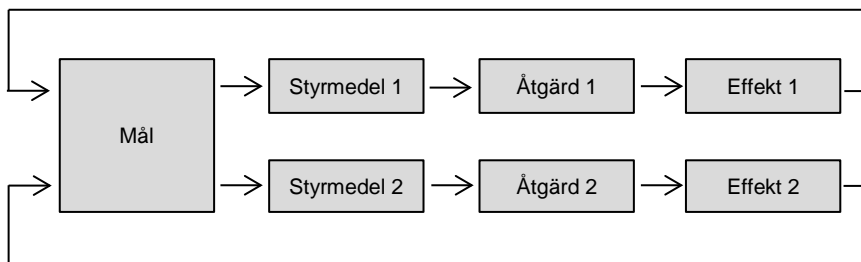 Styrmedel 1
Åtgärd 1
Effekt 1
Mål
Styrmedel 2
Åtgärd 2
Effekt 2